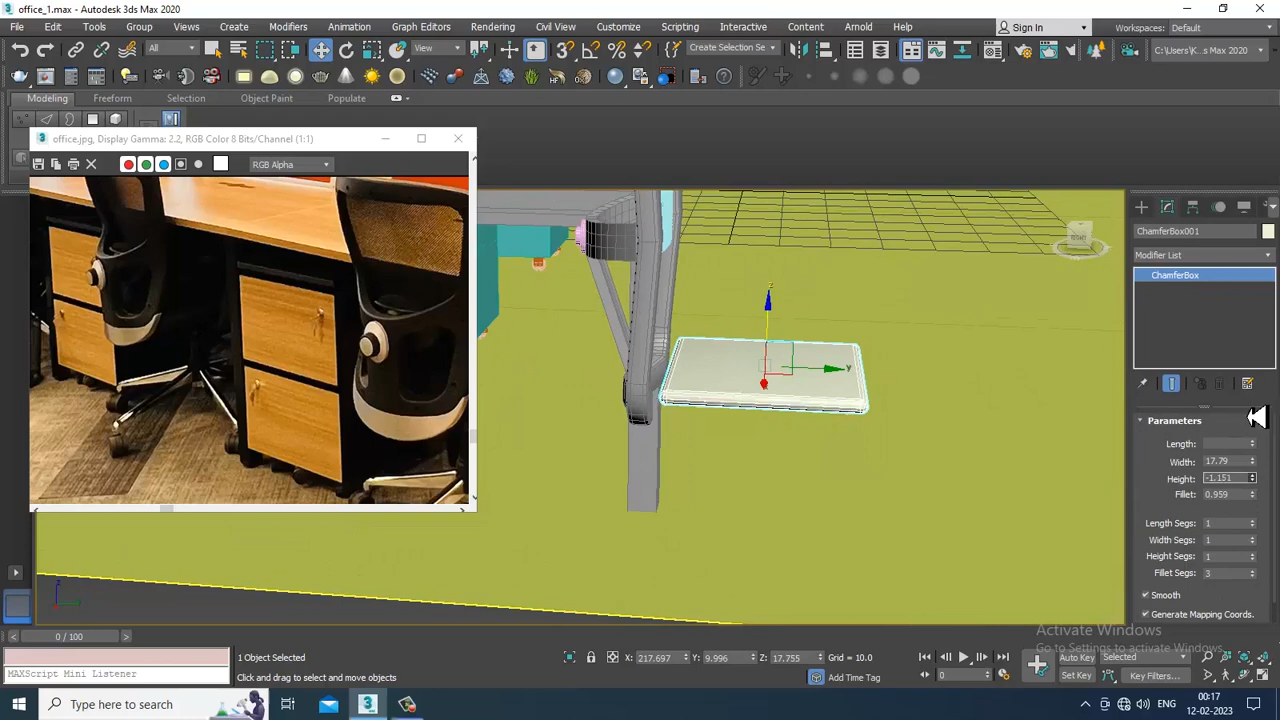 office_1.max - Autodesk 3ds Max 2020
File Edit Tools Group Views Create Modifiers Animation Graph Editors Rendering Civil View Customize Scripting Interactive Content Arnold Help Sign In Workspaces: Default
All View Create Selection Se C:\Users\K...s Max 2020
Modeling Freeform Selection Object Paint Populate
office.jpg, Display Gamma: 2.2, RGB Color 8 Bits/Channel (1:1)
RGB Alpha
ChamferBox001
Modifier List
ChamferBox
Parameters
Length:
Width: 17.79
Height: -1.151
Fillet: 0.959
Length Segs: 1
Width Segs: 1
Height Segs: 1
Fillet Segs: 3
Smooth
Generate Mapping Coords.
z
y
Activate Windows
Go to Settings to activate Windows.
0 / 100
MAXScript Mini Listener
1 Object Selected
Click and drag to select and move objects
X: 217.697 Y: 9.996 Z: 17.755 Grid = 10.0
Add Time Tag
0
Auto Key Selected
Set Key Key Filters...
Type here to search
ENG
00:17
12-02-2023